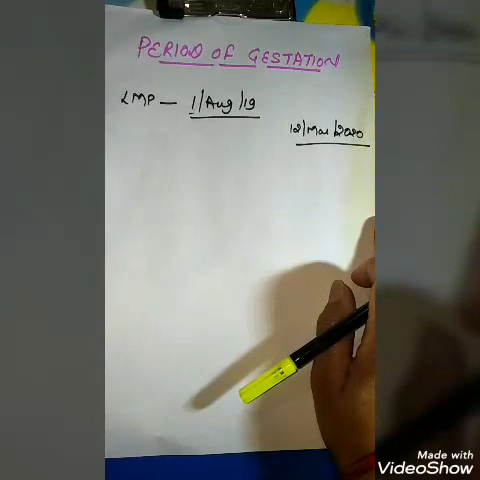 PERIOD OF GESTATION
LMP — 1/Aug/19
12/Mar/2020
Made with
VideoShow